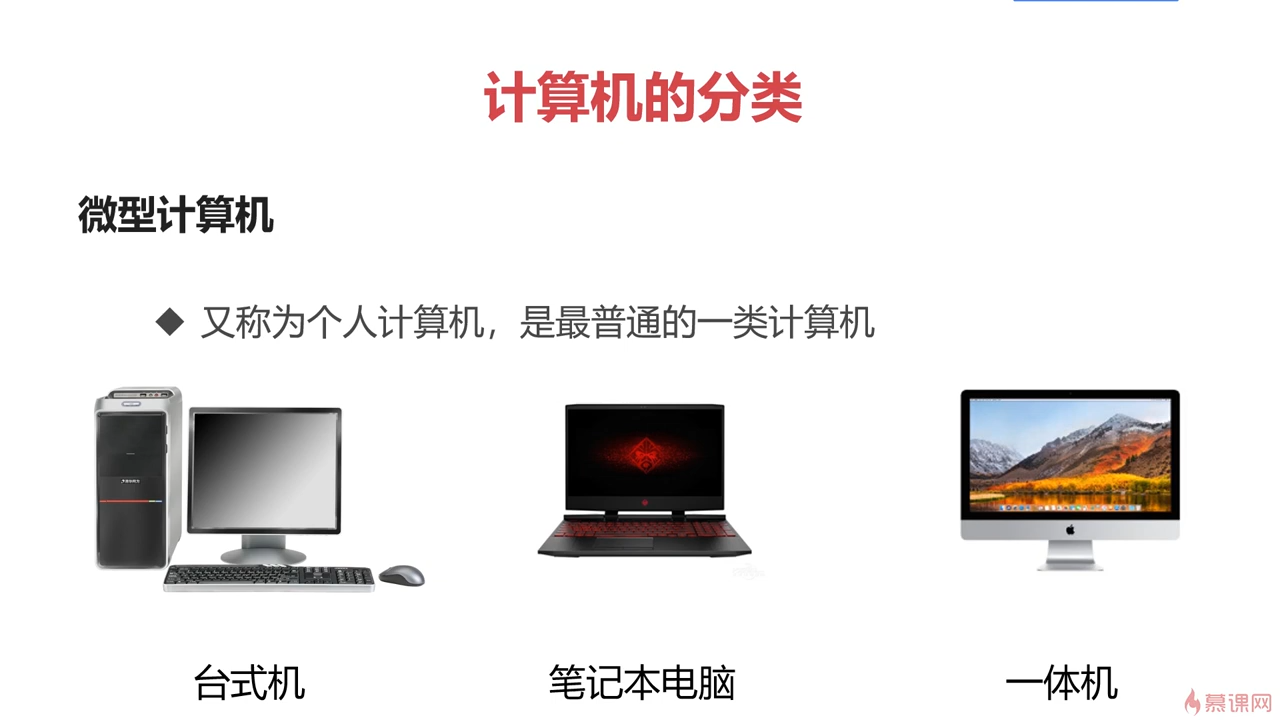 计算机的分类
微型计算机
◆ 又称为个人计算机，是最普通的一类计算机
台式机
笔记本电脑
一体机
慕课网